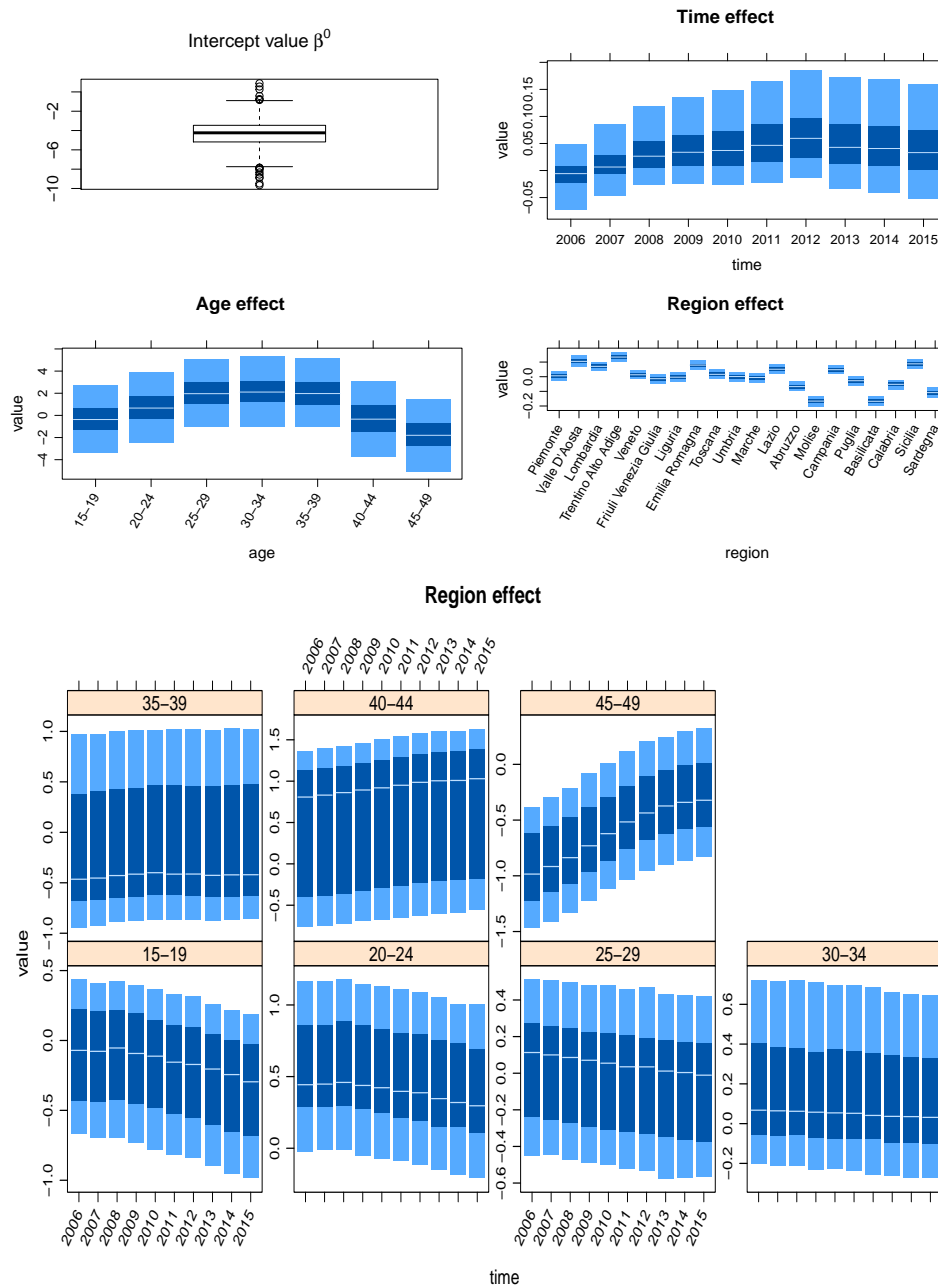 Intercept value β0
−10
−6
−2
Time effect
value
−0.05
0.05
0.10
0.15
2006 2007 2008 2009 2010 2011 2012 2013 2014 2015
time
Age effect
value
−4
−2
0
2
4
15−19
20−24
25−29
30−34
35−39
40−44
45−49
age
Region effect
value
−0.2
0.0
Piemonte
Valle D'Aosta
Lombardia
Trentino Alto Adige
Veneto
Friuli Venezia Giulia
Liguria
Emilia Romagna
Toscana
Umbria
Marche
Lazio
Abruzzo
Molise
Campania
Puglia
Basilicata
Calabria
Sicilia
Sardegna
region
Region effect
2006 2007 2008 2009 2010 2011 2012 2013 2014 2015
35−39
40−44
45−49
−1.0 −0.5 0.0 0.5 1.0
−0.5 0.0 0.5 1.0 1.5
−1.5 −1.0 −0.5 0.0
value
15−19
20−24
25−29
30−34
−1.0 −0.5 0.0 0.5
0.0 0.5 1.0
−0.6 −0.4 −0.2 0.0 0.2 0.4
−0.2 0.0 0.2 0.4 0.6
2006 2007 2008 2009 2010 2011 2012 2013 2014 2015
2006 2007 2008 2009 2010 2011 2012 2013 2014 2015
time